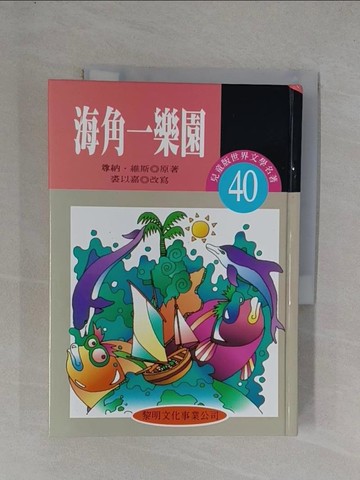 海角一樂園
尊納‧維斯◎原著
裘以嘉◎改寫
兒童版世界文學名著
40
黎明文化事業公司